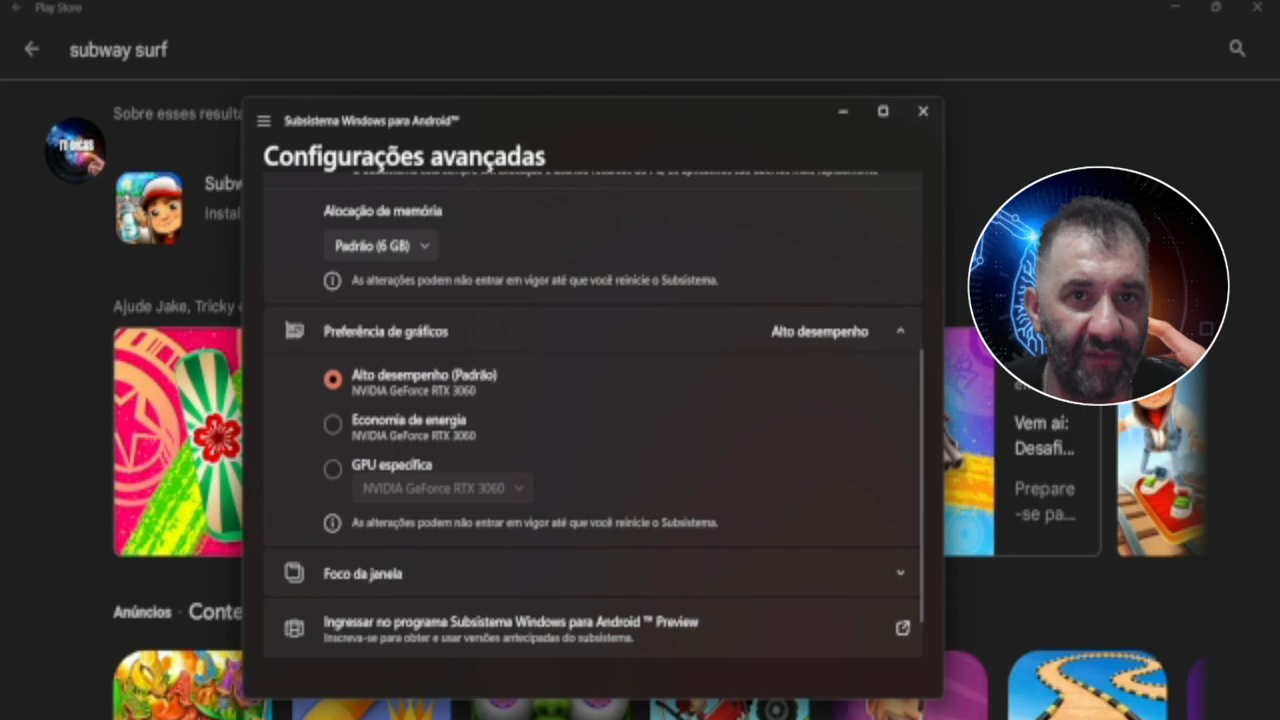 Play Store
subway surf
Sobre esses result
TI DICAS
Subw
Instal
Ajude Jake, Tricky
Subsistema Windows para Android™
Configurações avançadas
Alocação de memória
Padrão (6 GB)
As alterações podem não entrar em vigor até que você reinicie o Subsistema.
Preferência de gráficos
Alto desempenho
Alto desempenho (Padrão)
NVIDIA GeForce RTX 3060
Economia de energia
NVIDIA GeForce RTX 3060
GPU específica
NVIDIA GeForce RTX 3060
As alterações podem não entrar em vigor até que você reinicie o Subsistema.
Foco da janela
Ingressar no programa Subsistema Windows para Android ™ Preview
Inscreva-se para obter e usar versões antecipadas do subsistema.
Vem aí:
Desafi...
Prepare
-se pa...
Anúncios · Conte